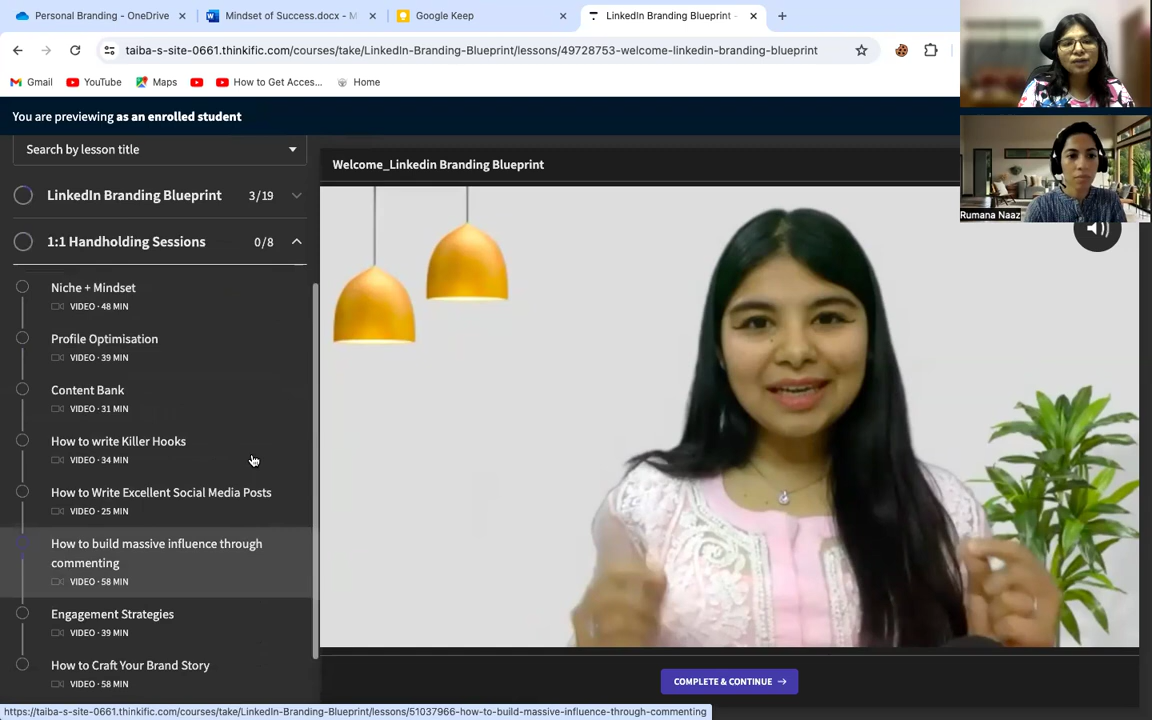 Personal Branding - OneDrive
Mindset of Success.docx - M
Google Keep
LinkedIn Branding Blueprint -
taiba-s-site-0661.thinkific.com/courses/take/LinkedIn-Branding-Blueprint/lessons/49728753-welcome-linkedin-branding-blueprint
Gmail
YouTube
Maps
How to Get Acces...
Home
You are previewing as an enrolled student
Search by lesson title
Welcome_Linkedin Branding Blueprint
Rumana Naaz
LinkedIn Branding Blueprint 3/19
1:1 Handholding Sessions 0/8
Niche + Mindset
VIDEO · 48 MIN
Profile Optimisation
VIDEO · 39 MIN
Content Bank
VIDEO · 31 MIN
How to write Killer Hooks
VIDEO · 34 MIN
How to Write Excellent Social Media Posts
VIDEO · 25 MIN
How to build massive influence through
commenting
VIDEO · 58 MIN
Engagement Strategies
VIDEO · 39 MIN
How to Craft Your Brand Story
VIDEO · 58 MIN
COMPLETE & CONTINUE →
https://taiba-s-site-0661.thinkific.com/courses/take/LinkedIn-Branding-Blueprint/lessons/51037966-how-to-build-massive-influence-through-commenting